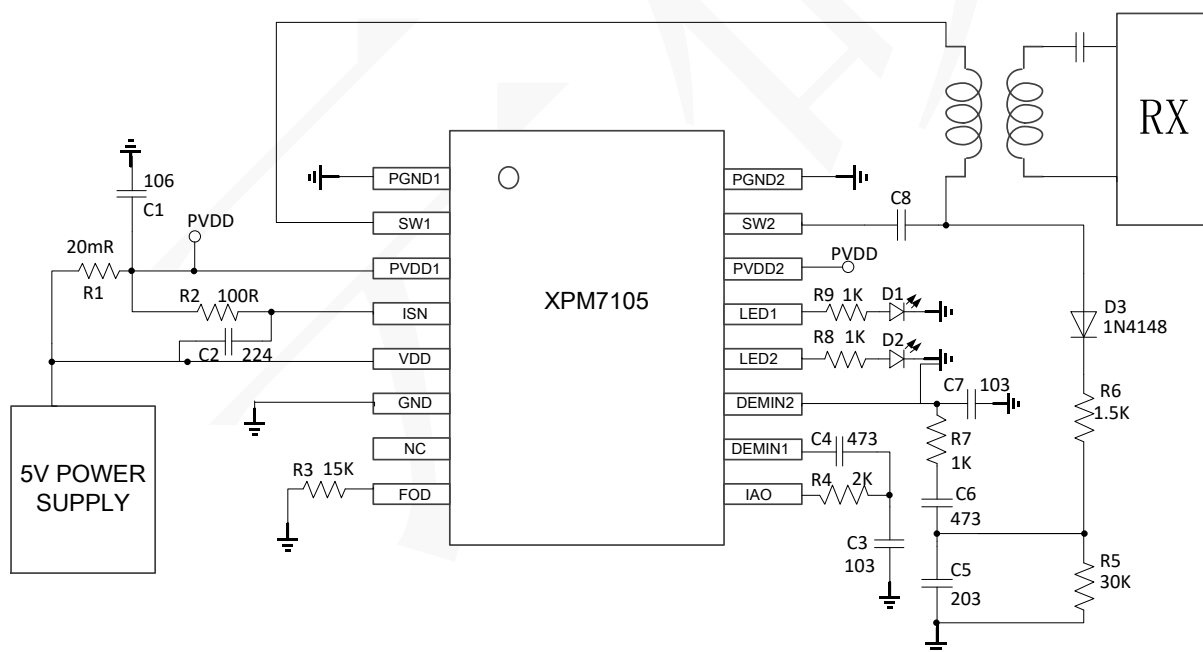 RX
106
C1
PVDD
20mR
R1
R2 100R
C2 224
5V POWER
SUPPLY
R3 15K
PGND1
SW1
PVDD1
ISN
VDD
GND
NC
FOD
XPM7105
PGND2
SW2
PVDD2
LED1
LED2
DEMIN2
DEMIN1
IAO
C8
PVDD
R9 1K D1
R8 1K D2
C7 103
C4 473
R4 2K
C3
103
R7
1K
C6
473
C5
203
D3
1N4148
R6
1.5K
R5
30K